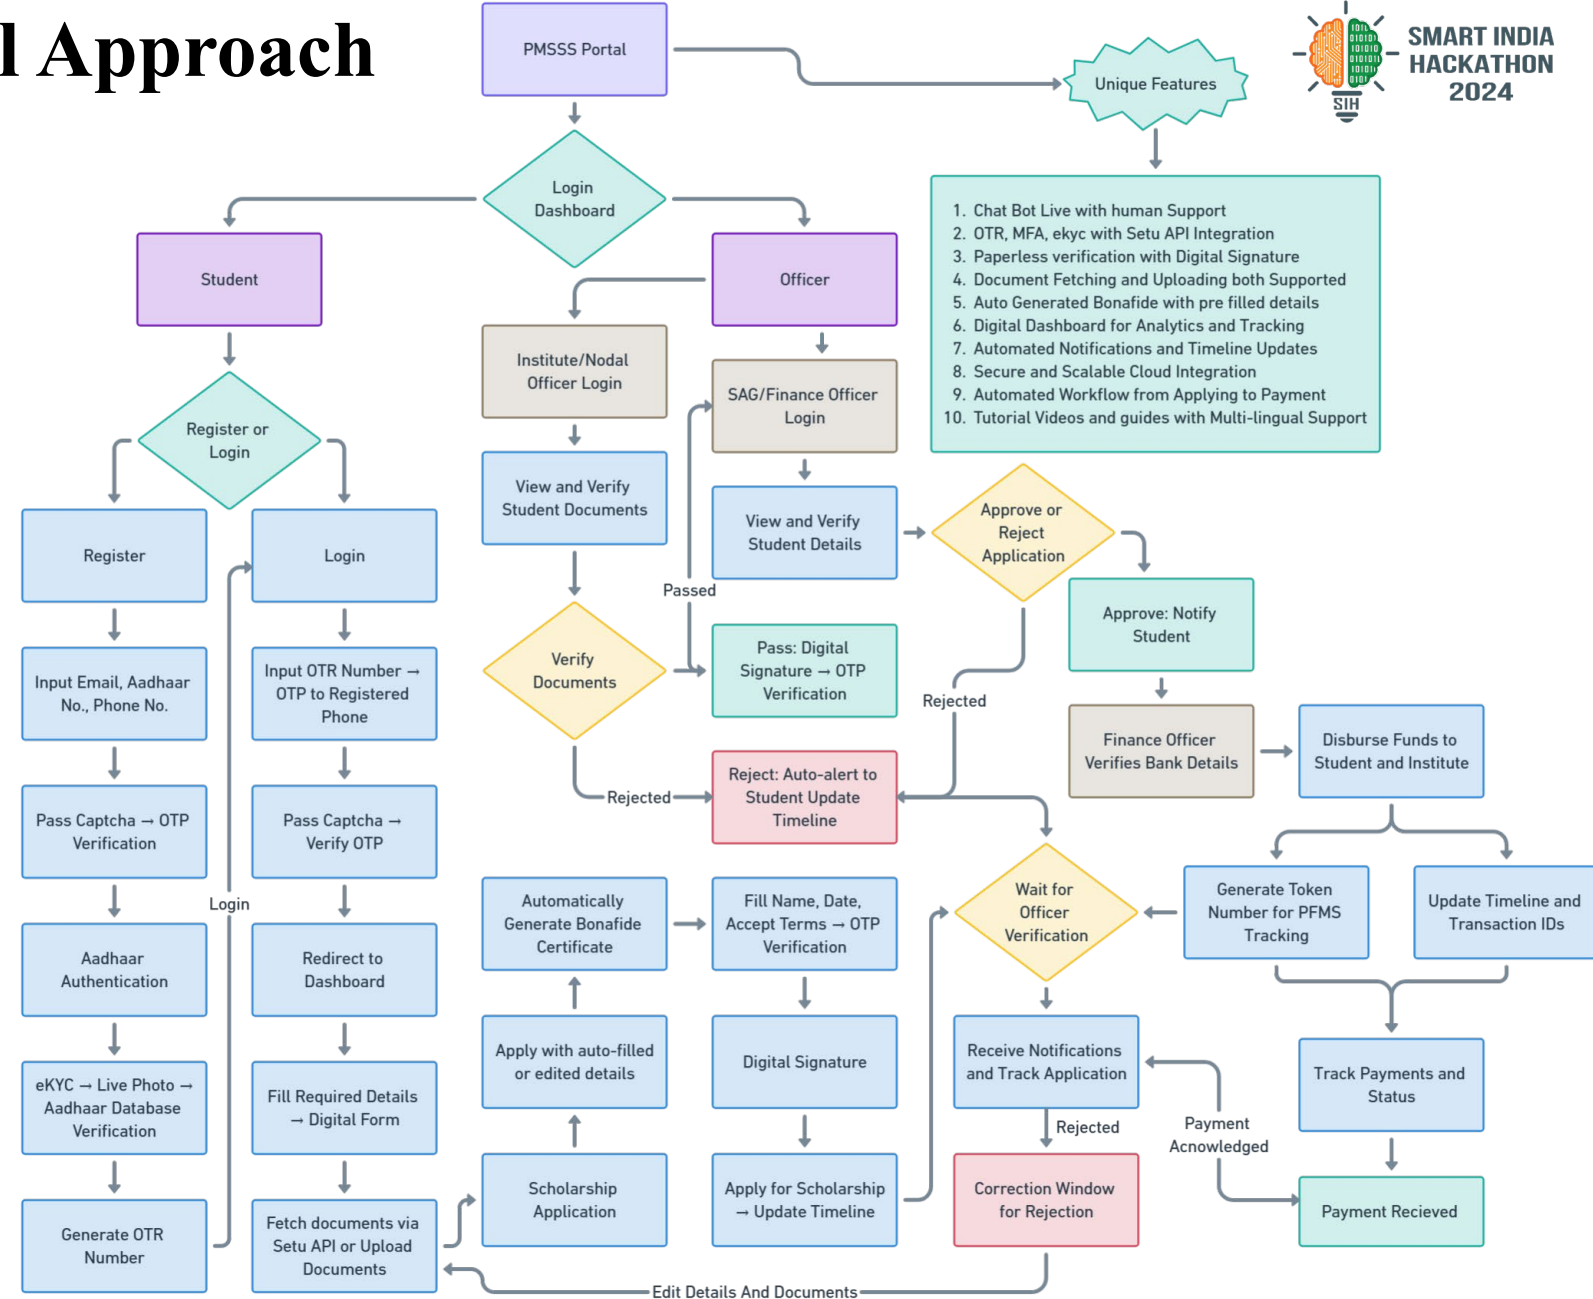 l Approach
SMART INDIA
HACKATHON
2024
SIH
PMSSS Portal
Unique Features
Login
Dashboard
1. Chat Bot Live with human Support
2. OTR, MFA, ekyc with Setu API Integration
3. Paperless verification with Digital Signature
4. Document Fetching and Uploading both Supported
5. Auto Generated Bonafide with pre filled details
6. Digital Dashboard for Analytics and Tracking
7. Automated Notifications and Timeline Updates
8. Secure and Scalable Cloud Integration
9. Automated Workflow from Applying to Payment
10. Tutorial Videos and guides with Multi-lingual Support
Student
Officer
Institute/Nodal
Officer Login
SAG/Finance Officer
Login
Register or
Login
View and Verify
Student Documents
View and Verify
Student Details
Approve or
Reject
Application
Register
Login
Passed
Approve: Notify
Student
Input Email, Aadhaar
No., Phone No.
Input OTR Number →
OTP to Registered
Phone
Verify
Documents
Pass: Digital
Signature → OTP
Verification
Rejected
Finance Officer
Verifies Bank Details
Disburse Funds to
Student and Institute
Rejected
Reject: Auto-alert to
Student Update
Timeline
Pass Captcha → OTP
Verification
Pass Captcha →
Verify OTP
Login
Automatically
Generate Bonafide
Certificate
Fill Name, Date,
Accept Terms → OTP
Verification
Wait for
Officer
Verification
Generate Token
Number for PFMS
Tracking
Update Timeline and
Transaction IDs
Aadhaar
Authentication
Redirect to
Dashboard
Apply with auto-filled
or edited details
Digital Signature
Receive Notifications
and Track Application
Track Payments and
Status
eKYC → Live Photo →
Aadhaar Database
Verification
Fill Required Details
→ Digital Form
Rejected
Payment
Acnowledged
Scholarship
Application
Apply for Scholarship
→ Update Timeline
Correction Window
for Rejection
Payment Recieved
Generate OTR
Number
Fetch documents via
Setu API or Upload
Documents
Edit Details And Documents